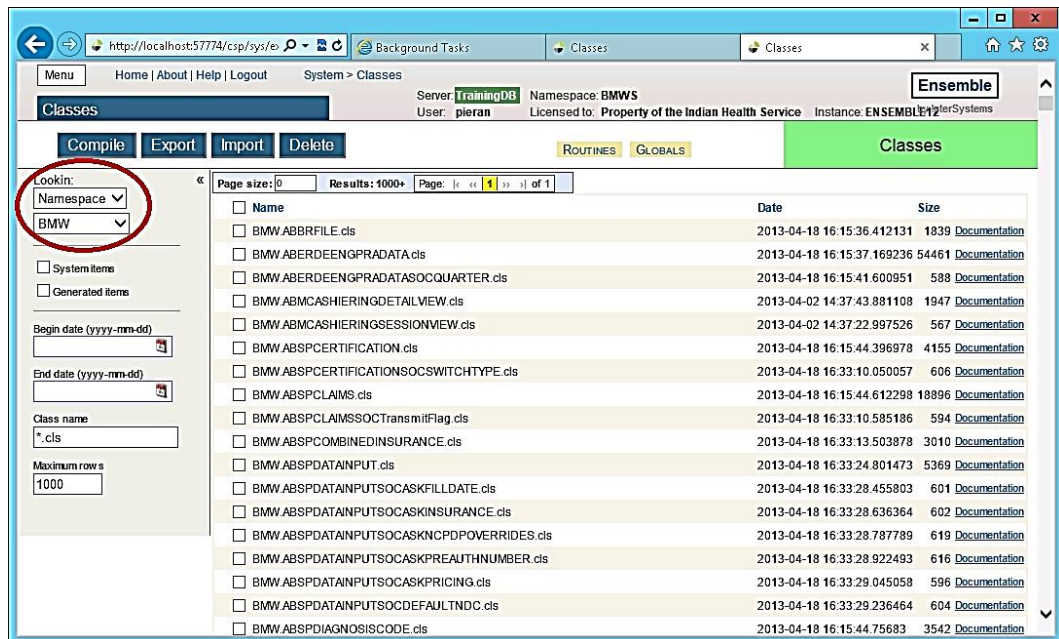 x
http://localhost:57774/csp/sys/e Background Tasks Classes Classes x
Menu Home | About | Help | Logout System > Classes
Server: TrainingDB Namespace: BMWS
User: pieran Licensed to: Property of the Indian Health Service Instance: ENSEMBLE12
Ensemble
InterSystems
Classes
Compile Export Import Delete ROUTINES GLOBALS Classes
Lookin: «
Namespace
BMW
System items
Generated items
Begin date (yyyy-mm-dd)
End date (yyyy-mm-dd)
Class name
*.cls
Maximum rows
1000
Page size: 0 Results: 1000+ Page: |< «« 1 »» >| of 1
Name Date Size
BMW.ABBRFILE.cls 2013-04-18 16:15:36.412131 1839 Documentation
BMW.ABERDEENGPRADATA.cls 2013-04-18 16:15:37.169236 54461 Documentation
BMW.ABERDEENGPRADATASOCQUARTER.cls 2013-04-18 16:15:41.600951 588 Documentation
BMW.ABMCASHIERINGDETAILVIEW.cls 2013-04-02 14:37:43.881108 1947 Documentation
BMW.ABMCASHIERINGSESSIONVIEW.cls 2013-04-02 14:37:22.997526 567 Documentation
BMW.ABSPCERTIFICATION.cls 2013-04-18 16:15:44.396978 4155 Documentation
BMW.ABSPCERTIFICATIONSOCSWITCHTYPE.cls 2013-04-18 16:33:10.050057 606 Documentation
BMW.ABSPCLAIMS.cls 2013-04-18 16:15:44.612298 18896 Documentation
BMW.ABSPCLAIMSSOCTransmitFlag.cls 2013-04-18 16:33:10.585186 594 Documentation
BMW.ABSPCOMBINEDINSURANCE.cls 2013-04-18 16:33:13.503878 3010 Documentation
BMW.ABSPDATAINPUT.cls 2013-04-18 16:33:24.801473 5369 Documentation
BMW.ABSPDATAINPUTSOCASKFILLDATE.cls 2013-04-18 16:33:28.455803 601 Documentation
BMW.ABSPDATAINPUTSOCASKINSURANCE.cls 2013-04-18 16:33:28.636364 602 Documentation
BMW.ABSPDATAINPUTSOCASKNCPDPOVERRIDES.cls 2013-04-18 16:33:28.787789 619 Documentation
BMW.ABSPDATAINPUTSOCASKPREAUTHNUMBER.cls 2013-04-18 16:33:28.922493 616 Documentation
BMW.ABSPDATAINPUTSOCASKPRICING.cls 2013-04-18 16:33:29.045058 596 Documentation
BMW.ABSPDATAINPUTSOCDEFAULTNDC.cls 2013-04-18 16:33:29.236464 604 Documentation
BMW.ABSPDIAGNOSISCODE.cls 2013-04-18 16:15:44.75683 3542 Documentation